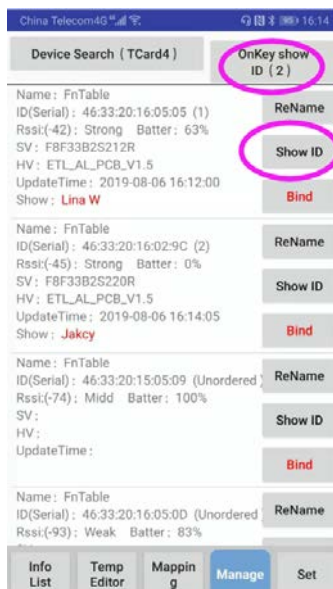 China Telecom4G 16:14
Device Search ( TCard4 )
OnKey show
ID ( 2 )
Name : FnTable
ID(Serial) : 46:33:20:16:05:05 (1)
Rssi:(-42) : Strong Batter : 63%
SV : F8F33B2S212R
HV : ETL_AL_PCB_V1.5
UpdateTime : 2019-08-06 16:12:00
Show : Lina W
ReName
Show ID
Bind
Name : FnTable
ID(Serial) : 46:33:20:16:02:9C (2)
Rssi:(-45) : Strong Batter : 0%
SV : F8F33B2S220R
HV : ETL_AL_PCB_V1.5
UpdateTime : 2019-08-06 16:14:05
Show : Jakcy
ReName
Show ID
Bind
Name : FnTable
ID(Serial) : 46:33:20:15:05:09 (Unordered )
Rssi:(-74) : Midd Batter : 100%
SV :
HV :
UpdateTime :
ReName
Show ID
Bind
Name : FnTable
ID(Serial) : 46:33:20:16:05:0D (Unordered
Rssi:(-93) : Weak Batter : 83%
ReName
Show ID
Info
List
Temp
Editor
Mappin
g
Manage
Set